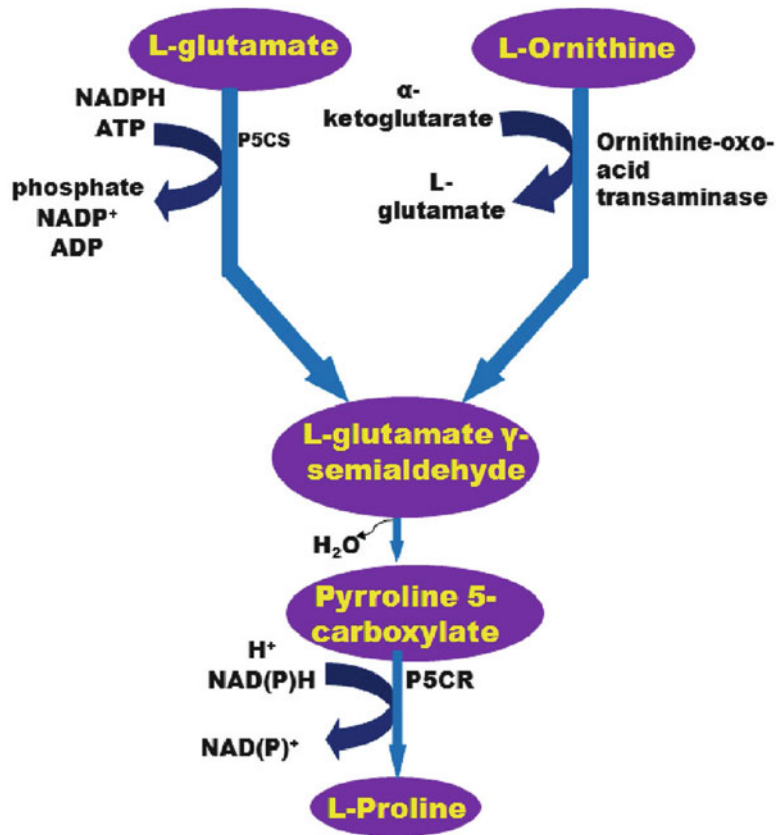 L-glutamate
L-Ornithine
NADPH
ATP
P5CS
phosphate
NADP⁺
ADP
α-
ketoglutarate
L-
glutamate
Ornithine-oxo-
acid
transaminase
L-glutamate γ-
semialdehyde
H₂O
Pyrroline 5-
carboxylate
H⁺
NAD(P)H
P5CR
NAD(P)⁺
L-Proline